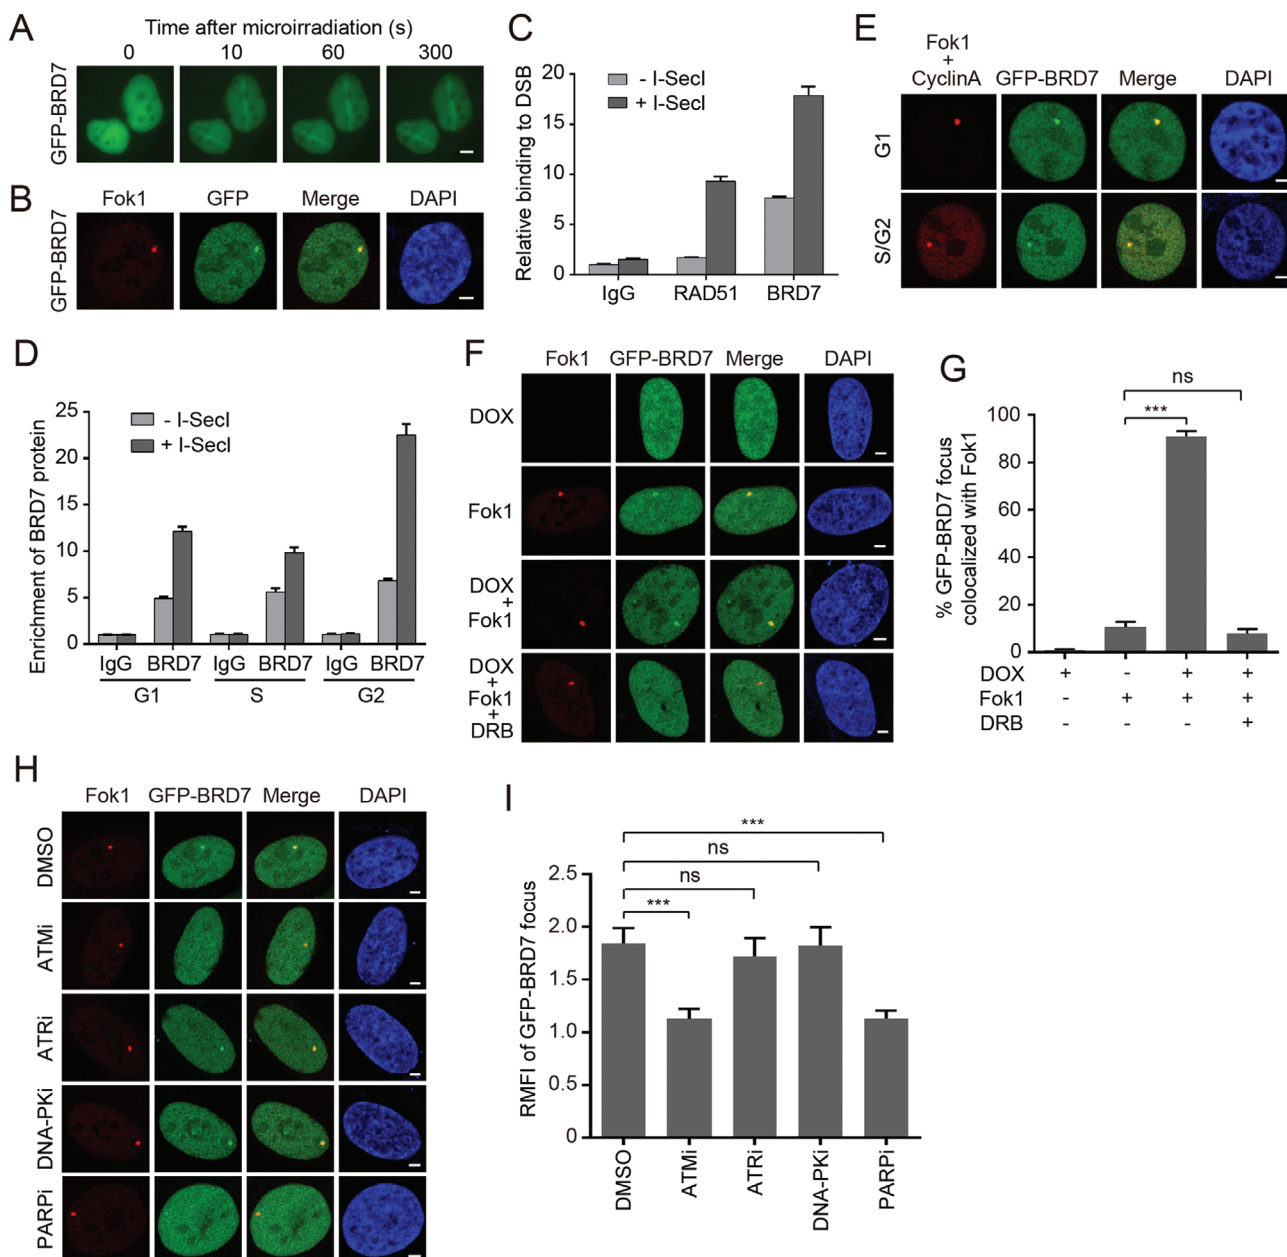 A
Time after microirradiation (s)
0 10 60 300
GFP-BRD7
B
Fok1 GFP Merge DAPI
GFP-BRD7
C
Relative binding to DSB
20
15
10
5
0
- I-SecI
+ I-SecI
IgG RAD51 BRD7
D
Enrichment of BRD7 protein
25
20
15
10
5
0
- I-SecI
+ I-SecI
IgG BRD7 IgG BRD7 IgG BRD7
G1 S G2
E
Fok1
+
CyclinA GFP-BRD7 Merge DAPI
G1
S/G2
F
Fok1 GFP-BRD7 Merge DAPI
DOX
Fok1
DOX
+
Fok1
DOX
+
Fok1
+
DRB
G
% GFP-BRD7 focus
colocalized with Fok1
100
80
60
40
20
0
ns
***
DOX + - + +
Fok1 - + + +
DRB - - - +
H
Fok1 GFP-BRD7 Merge DAPI
DMSO
ATMi
ATRi
DNA-PKi
PARPi
I
RMFI of GFP-BRD7 focus
2.5
2.0
1.5
1.0
0.5
0
***
ns
ns
***
DMSO
ATMi
ATRi
DNA-PKi
PARPi